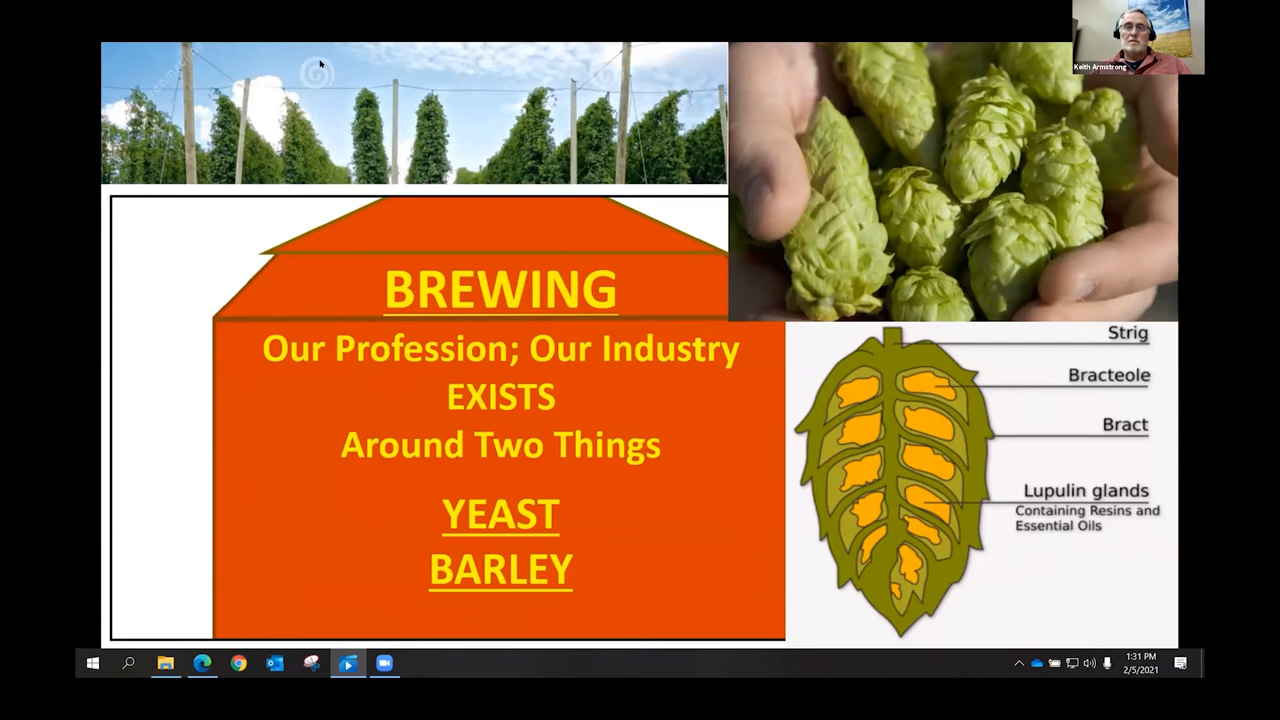 Keith Armstrong
BREWING
Our Profession; Our Industry
EXISTS
Around Two Things
YEAST
BARLEY
Strig
Bracteole
Bract
Lupulin glands
Containing Resins and
Essential Oils
1:31 PM
2/5/2021